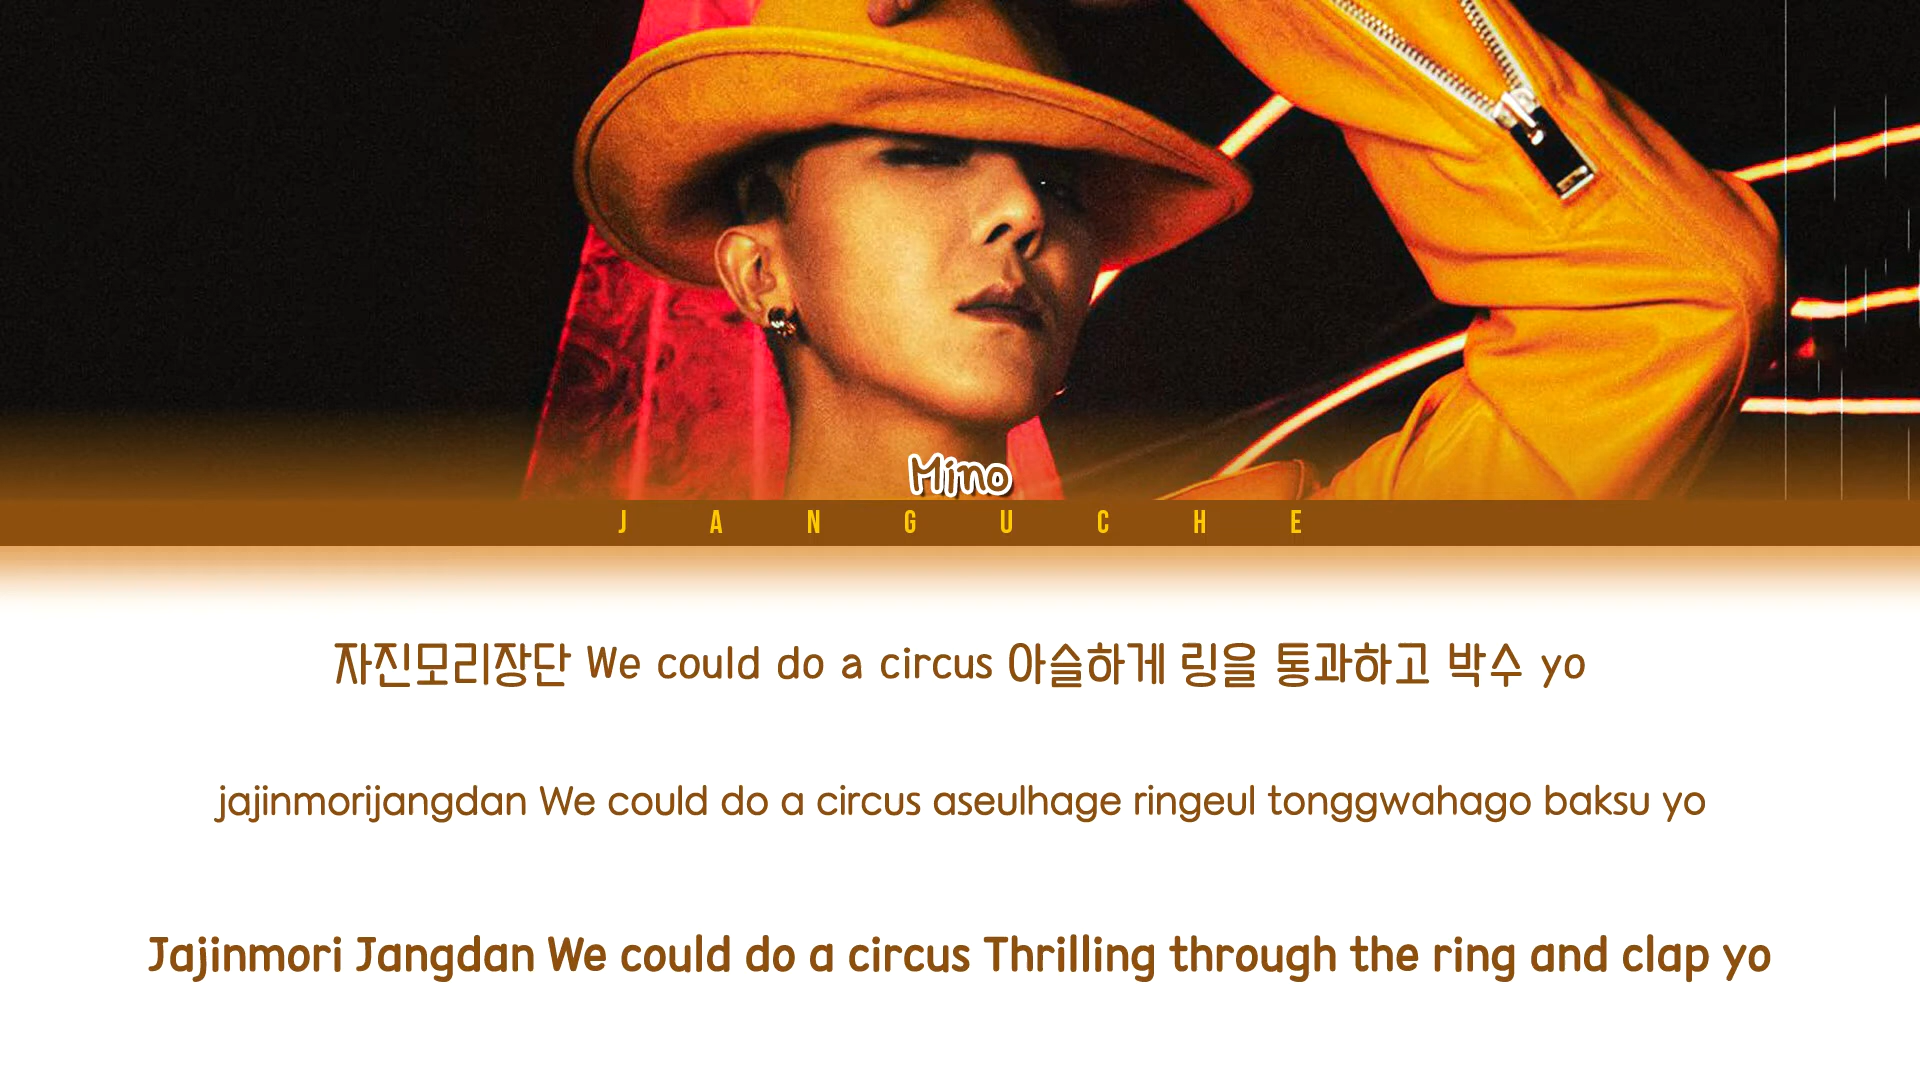 Mino
JANGUCHE
자진모리장단 We could do a circus 아슬하게 링을 통과하고 박수 yo
jajinmorijangdan We could do a circus aseulhage ringeul tonggwahago baksu yo
Jajinmori Jangdan We could do a circus Thrilling through the ring and clap yo